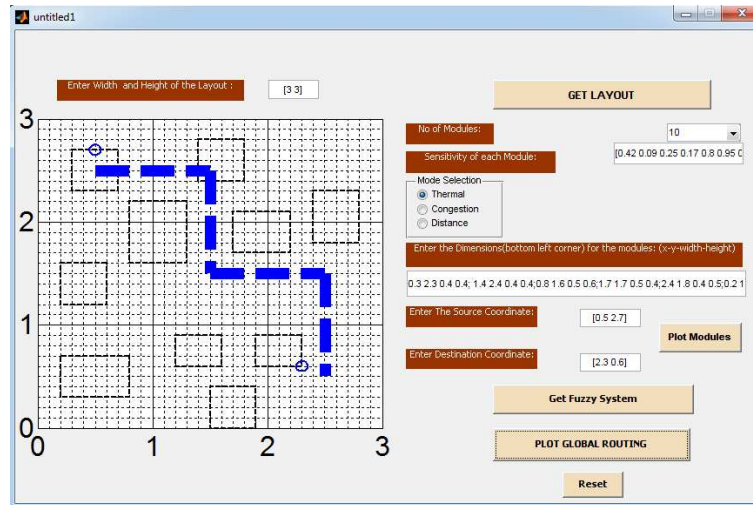 untitled1
Enter Width and Height of the Layout :
[3 3]
GET LAYOUT
No of Modules:
10
Sensitivity of each Module:
[0.42 0.09 0.25 0.17 0.8 0.95 0
Mode Selection
Thermal
Congestion
Distance
Enter the Dimensions(bottom left corner) for the modules: (x-y-width-height)
0.3 2.3 0.4 0.4; 1.4 2.4 0.4 0.4;0.8 1.6 0.5 0.6;1.7 1.7 0.5 0.4;2.4 1.8 0.4 0.5;0.2 1
Enter The Source Coordinate:
[0.5 2.7]
Plot Modules
Enter Destination Coordinate:
[2.3 0.6]
Get Fuzzy System
PLOT GLOBAL ROUTING
Reset
3
2
1
0
0 1 2 3